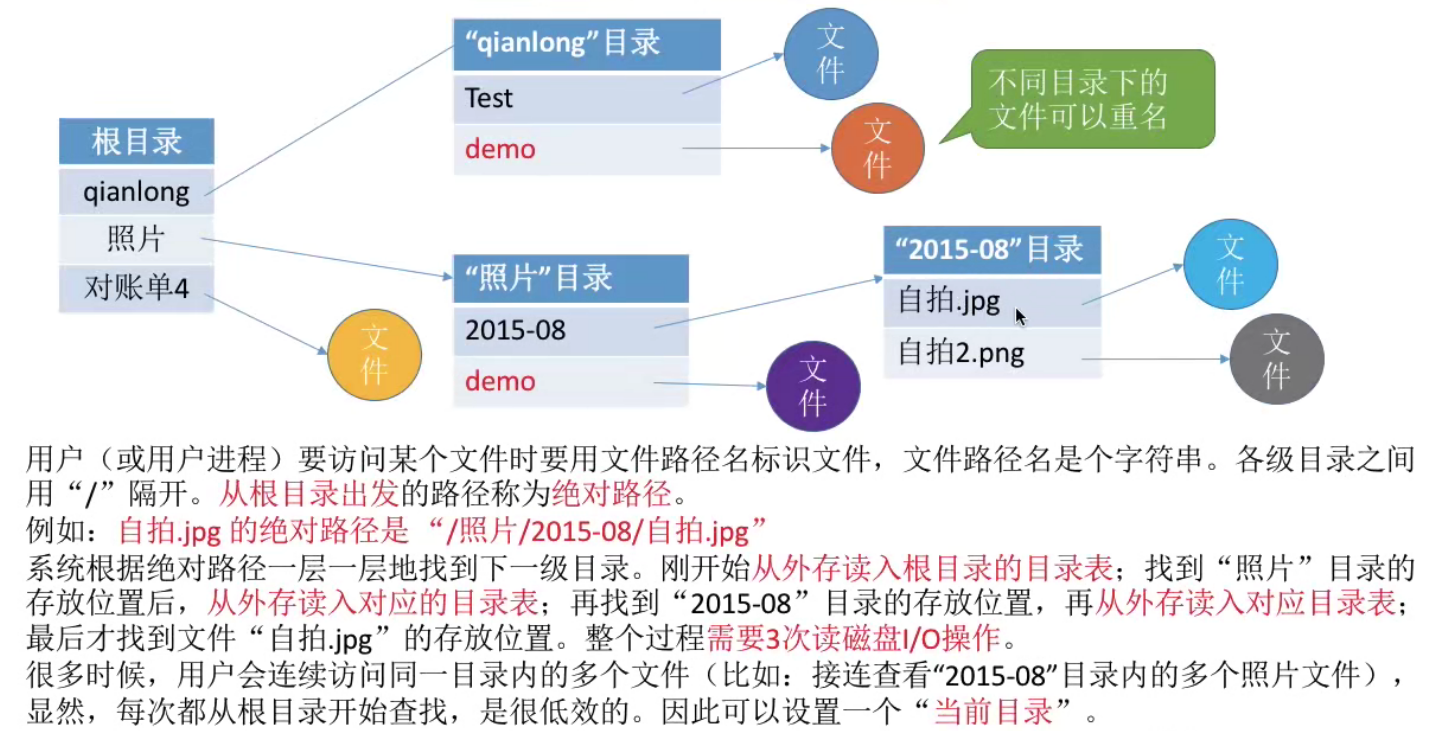 根目录
qianlong
照片
对账单4
文
件
“qianlong”目录
Test
demo
文
件
文
件
不同目录下的
文件可以重名
“照片”目录
2015-08
demo
文
件
“2015-08”目录
自拍.jpg
自拍2.png
文
件
文
件
用户（或用户进程）要访问某个文件时要用文件路径名标识文件，文件路径名是个字符串。各级目录之间
用“/”隔开。从根目录出发的路径称为绝对路径。
例如：自拍.jpg 的绝对路径是 “/照片/2015-08/自拍.jpg”
系统根据绝对路径一层一层地找到下一级目录。刚开始从外存读入根目录的目录表；找到“照片”目录的
存放位置后，从外存读入对应的目录表；再找到“2015-08”目录的存放位置，再从外存读入对应目录表；
最后才找到文件“自拍.jpg”的存放位置。整个过程需要3次读磁盘I/O操作。
很多时候，用户会连续访问同一目录内的多个文件（比如：接连查看“2015-08”目录内的多个照片文件），
显然，每次都从根目录开始查找，是很低效的。因此可以设置一个“当前目录”。